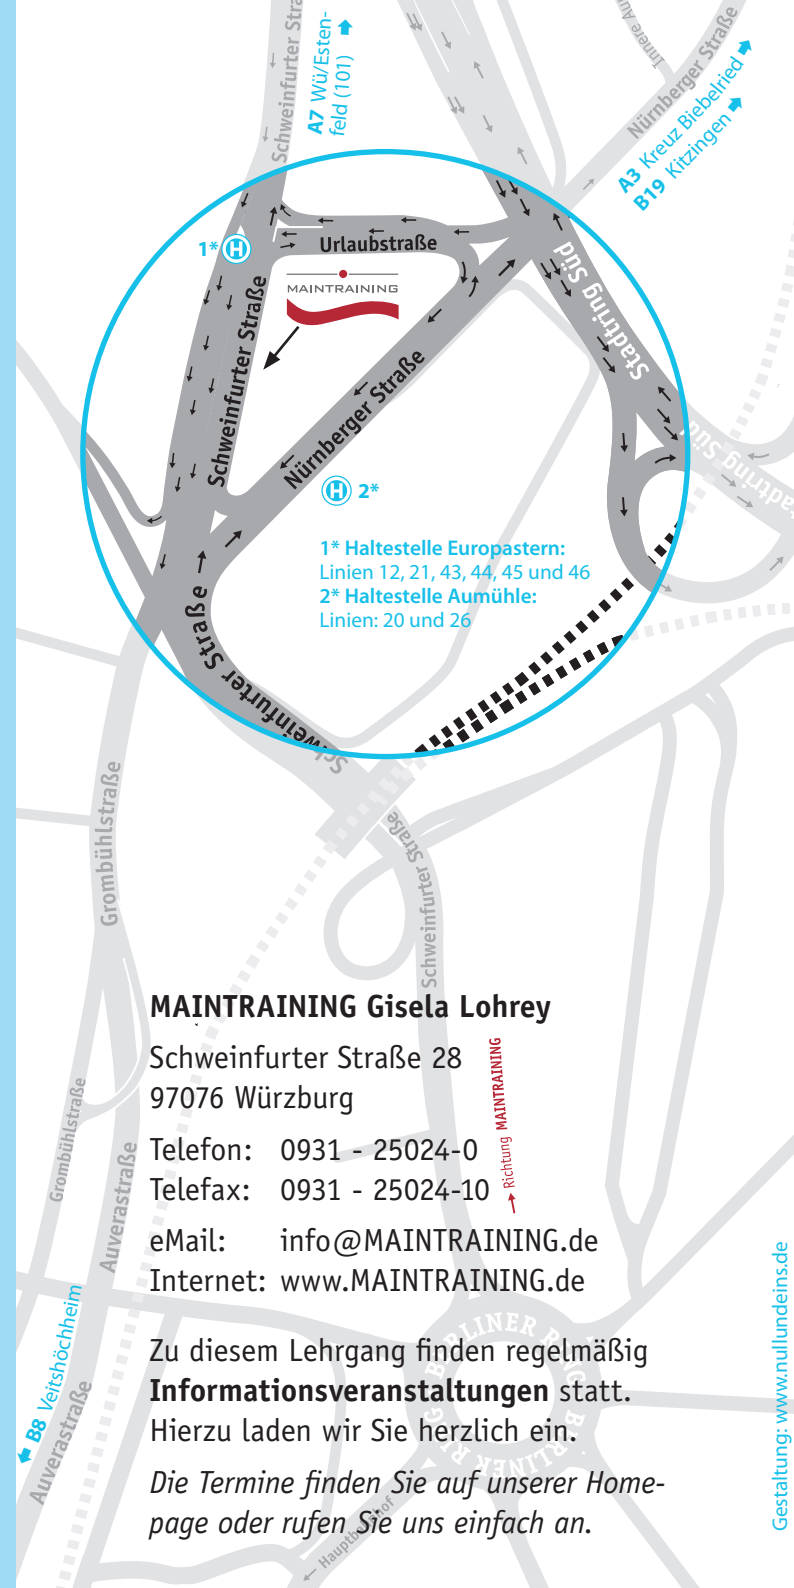 Schweinfurter Stra
A7 Wü/Esten-
feld (101)
Innere Au
Nürnberger Straße
A3 Kreuz Biebelried
B19 Kitzingen
1* H
Urlaubstraße
MAINTRAINING
Schweinfurter Straße
Nürnberger Straße
Stadtring Süd
Stadtring Süd
H 2*
1* Haltestelle Europastern:
Linien 12, 21, 43, 44, 45 und 46
2* Haltestelle Aumühle:
Linien: 20 und 26
Schweinfurter Straße
Grombühlstraße
Schweinfurter Straße
MAINTRAINING Gisela Lohrey
Schweinfurter Straße 28
97076 Würzburg
Telefon: 0931 - 25024-0
Telefax: 0931 - 25024-10
Richtung MAINTRAINING
eMail: info@MAINTRAINING.de
Internet: www.MAINTRAINING.de
Grombühlstraße
Auverastraße
B8 Veitshöchheim
Auverastraße
BERLINER RING BERLINER RING
Zu diesem Lehrgang finden regelmäßig
Informationsveranstaltungen statt.
Hierzu laden wir Sie herzlich ein.
Die Termine finden Sie auf unserer Home-
page oder rufen Sie uns einfach an.
Hauptbahnhof
Gestaltung: www.nullundeins.de